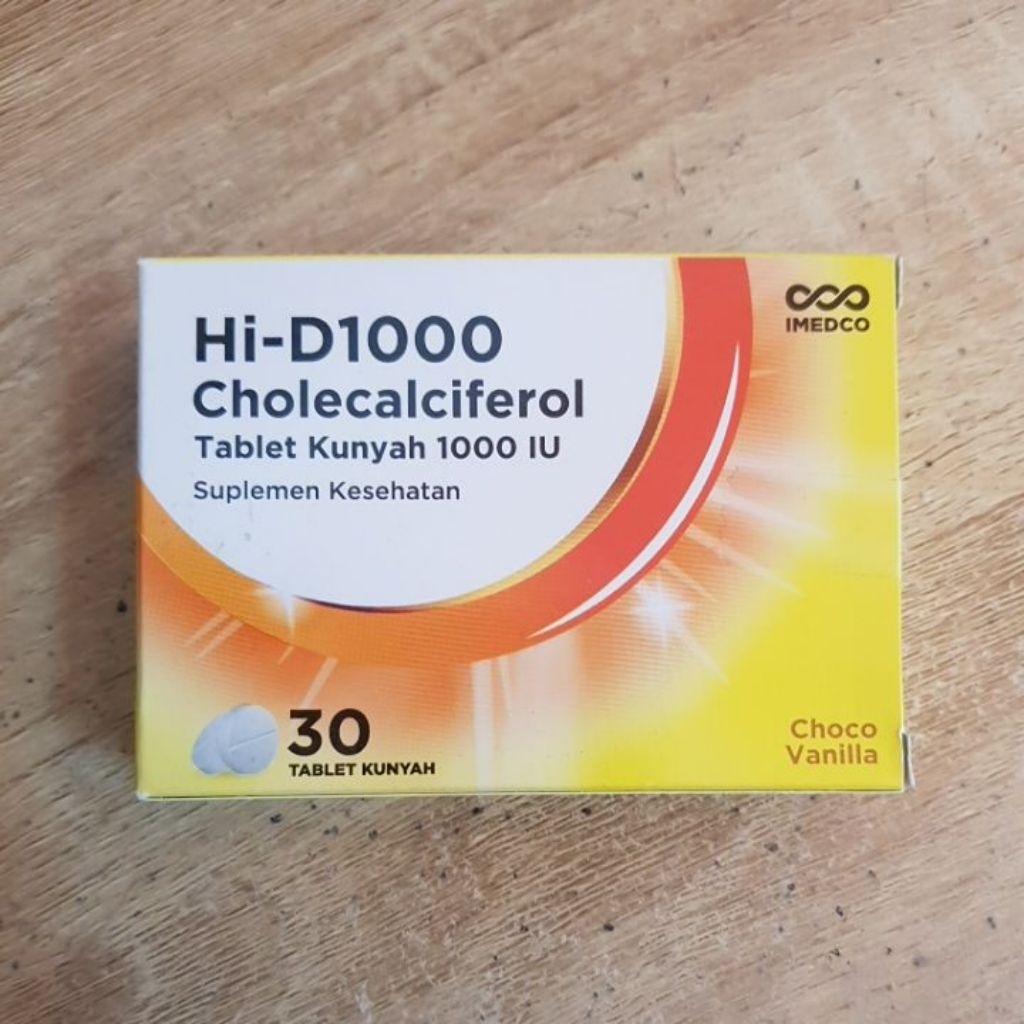 Hi-D1000
Cholecalciferol
Tablet Kunyah 1000 IU
Suplemen Kesehatan
IMEDCO
30
TABLET KUNYAH
Choco
Vanilla